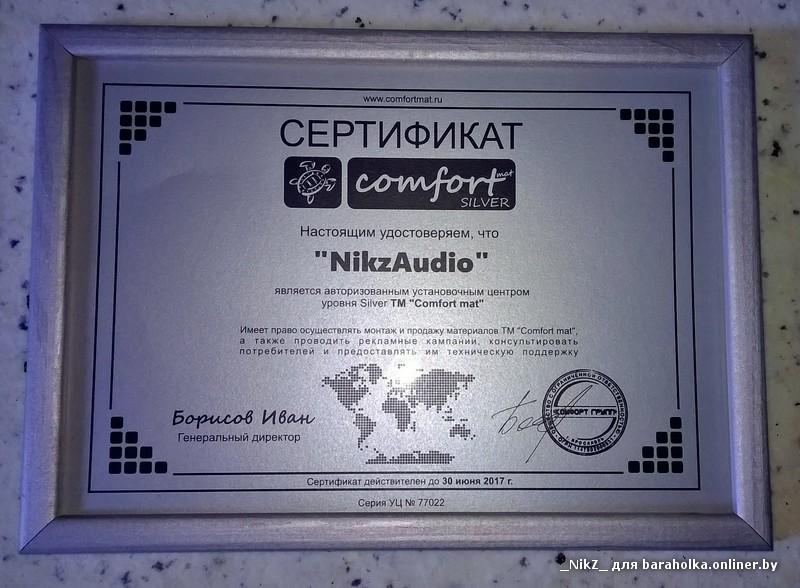 www.comfortmat.ru
СЕРТИФИКАТ
comfort mat
SILVER
Настоящим удостоверяем, что
"NikzAudio"
является авторизованным установочным центром
уровня Silver ТМ "Comfort mat"
Имеет право осуществлять монтаж и продажу материалов ТМ "Comfort mat",
а также проводить рекламные кампании, консультировать
потребителей и предоставлять им техническую поддержку
Борисов Иван
Генеральный директор
ОБЩЕСТВО С ОГРАНИЧЕННОЙ ОТВЕТСТВЕННОСТЬЮ
"КОМФОРТ ГРУПП"
Сертификат действителен до 30 июня 2017 г.
Серия УЦ № 77022
_NikZ_ для baraholka.onliner.by